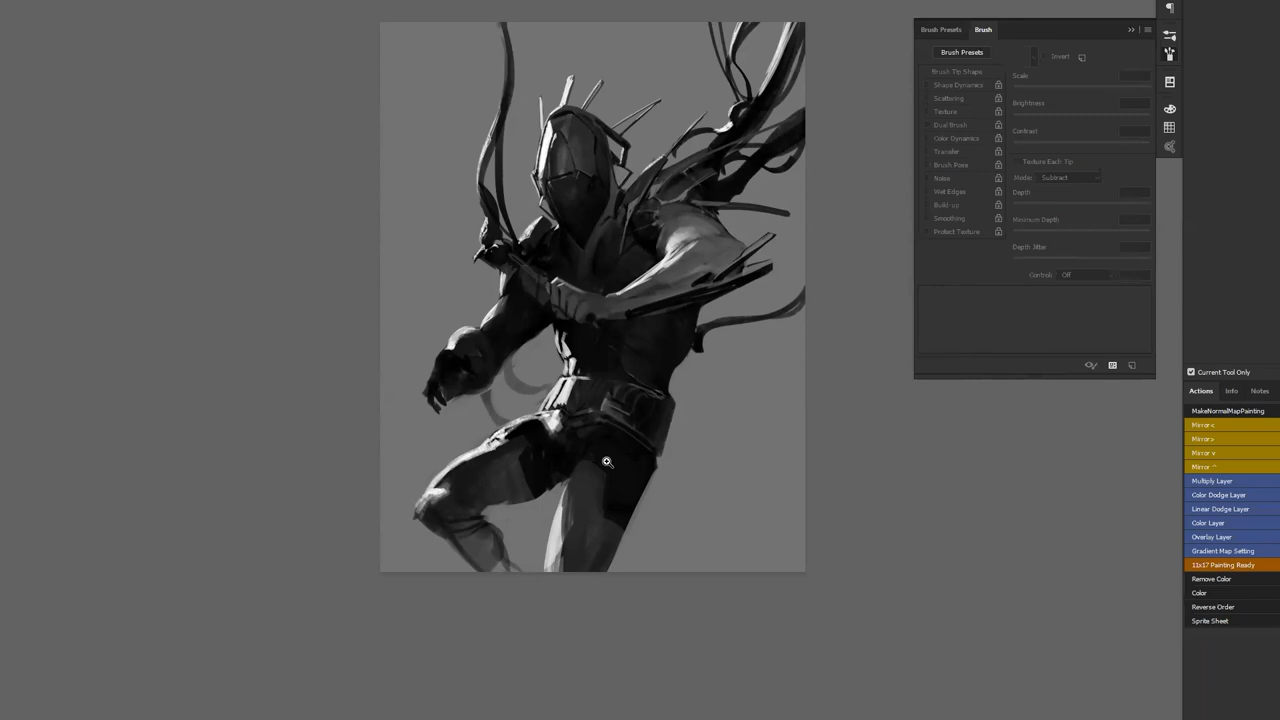 Brush Presets Brush
Brush Presets
Invert
Brush Tip Shape
Scale
Shape Dynamics
Scattering
Brightness
Texture
Dual Brush
Contrast
Color Dynamics
Transfer
Texture Each Tip
Brush Pose
Mode: Subtract
Noise
Wet Edges
Depth
Build-up
Smoothing
Minimum Depth
Protect Texture
Depth Jitter
Control: Off
Current Tool Only
Actions Info Notes
MakeNormalMapPainting
Mirror<
Mirror>
Mirror v
Mirror ^
Multiply Layer
Color Dodge Layer
Linear Dodge Layer
Color Layer
Overlay Layer
Gradient Map Setting
11x17 Painting Ready
Remove Color
Color
Reverse Order
Sprite Sheet